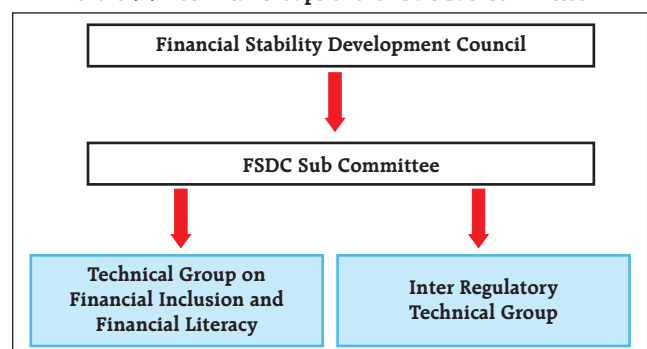 Financial Stability Development Council
FSDC Sub Committee
Technical Group on
Financial Inclusion and
Financial Literacy
Inter Regulatory
Technical Group